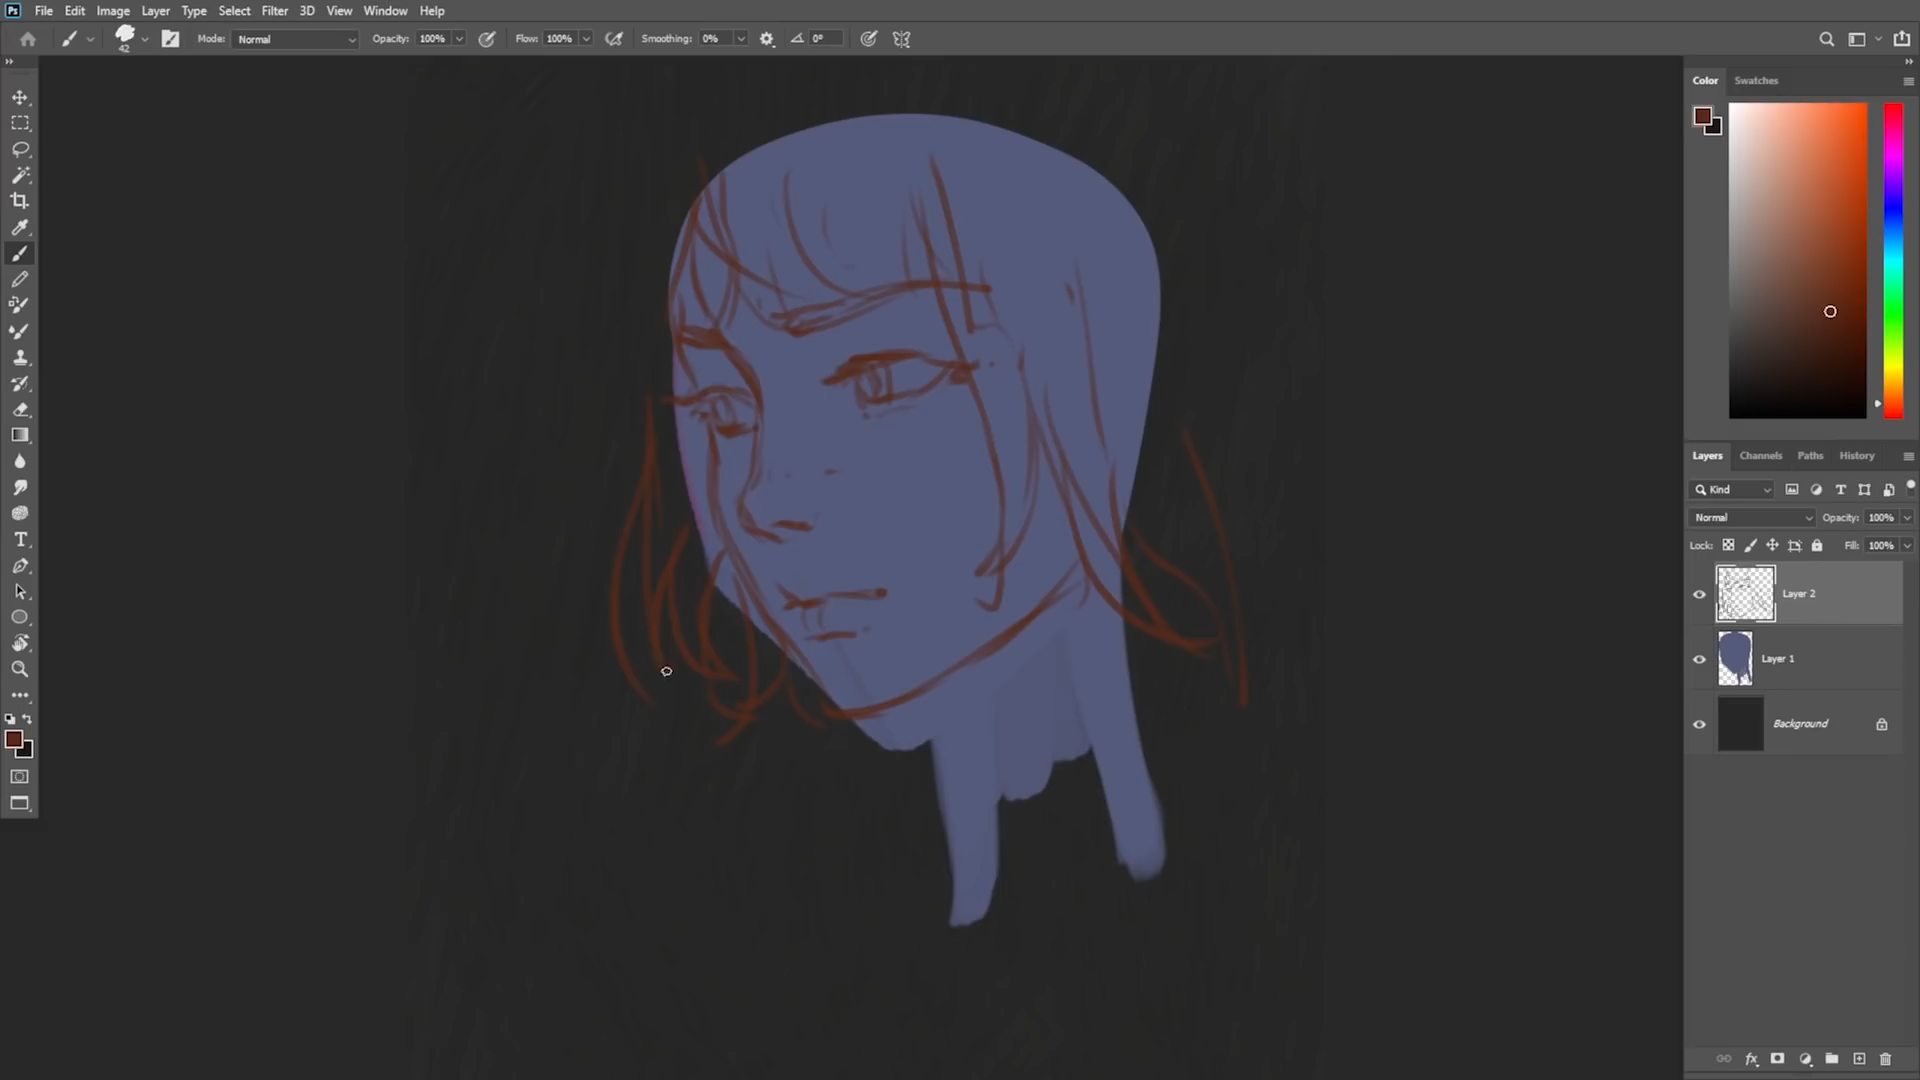 Ps File Edit Image Layer Type Select Filter 3D View Window Help
42 Mode: Normal Opacity: 100% Flow: 100% Smoothing: 0% 0°
Color Swatches
Layers Channels Paths History
Kind
Normal Opacity: 100%
Lock: Fill: 100%
Layer 2
Layer 1
Background